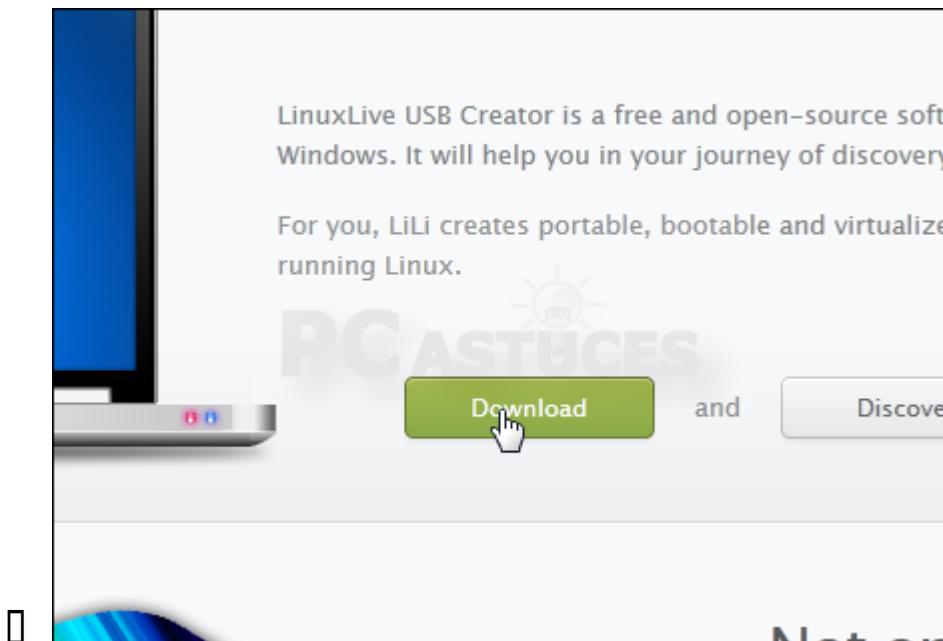 LinuxLive USB Creator is a free and open-source soft
Windows. It will help you in your journey of discovery
For you, LiLi creates portable, bootable and virtualize
running Linux.
PC ASTUCES
Download and Discove